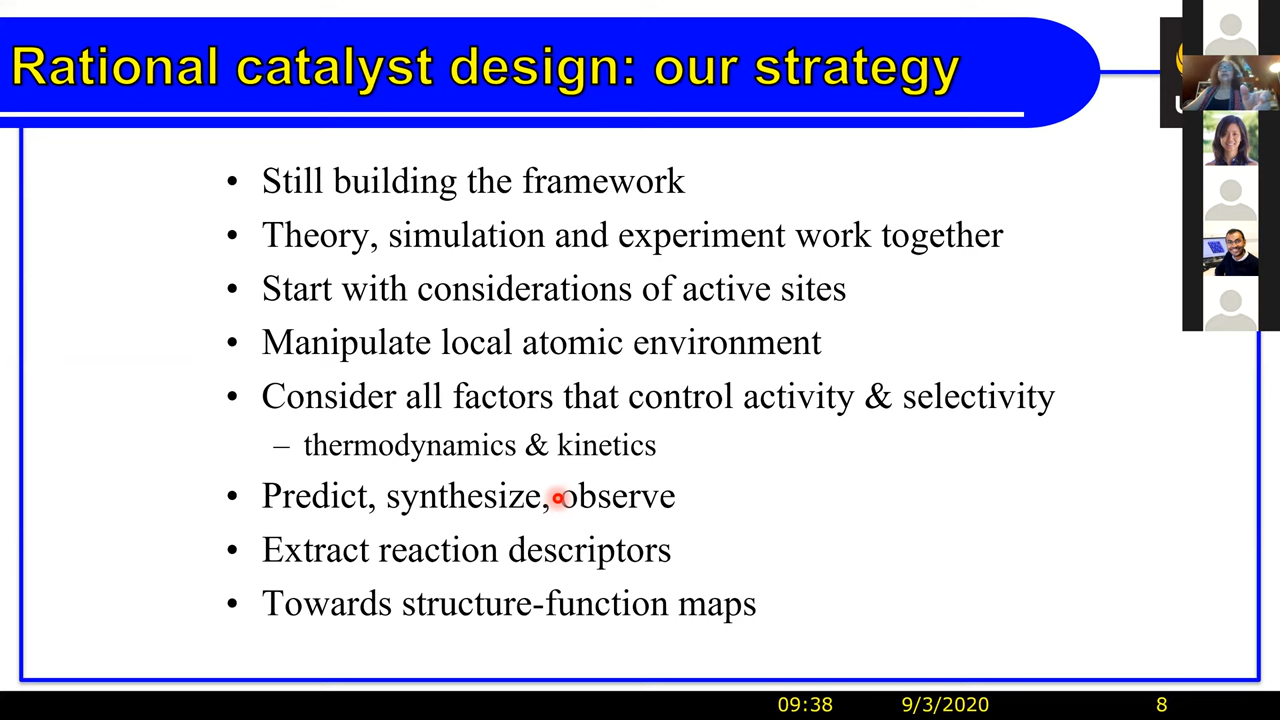 Rational catalyst design: our strategy
• Still building the framework
• Theory, simulation and experiment work together
• Start with considerations of active sites
• Manipulate local atomic environment
• Consider all factors that control activity & selectivity
– thermodynamics & kinetics
• Predict, synthesize, observe
• Extract reaction descriptors
• Towards structure-function maps
09:38 9/3/2020 8